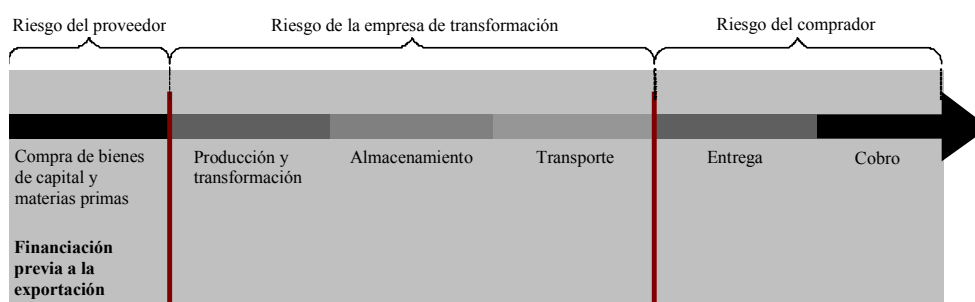 Riesgo del proveedor
Riesgo de la empresa de transformación
Riesgo del comprador
Compra de bienes
de capital y
materias primas
Producción y
transformación
Almacenamiento
Transporte
Entrega
Cobro
Financiación
previa a la
exportación